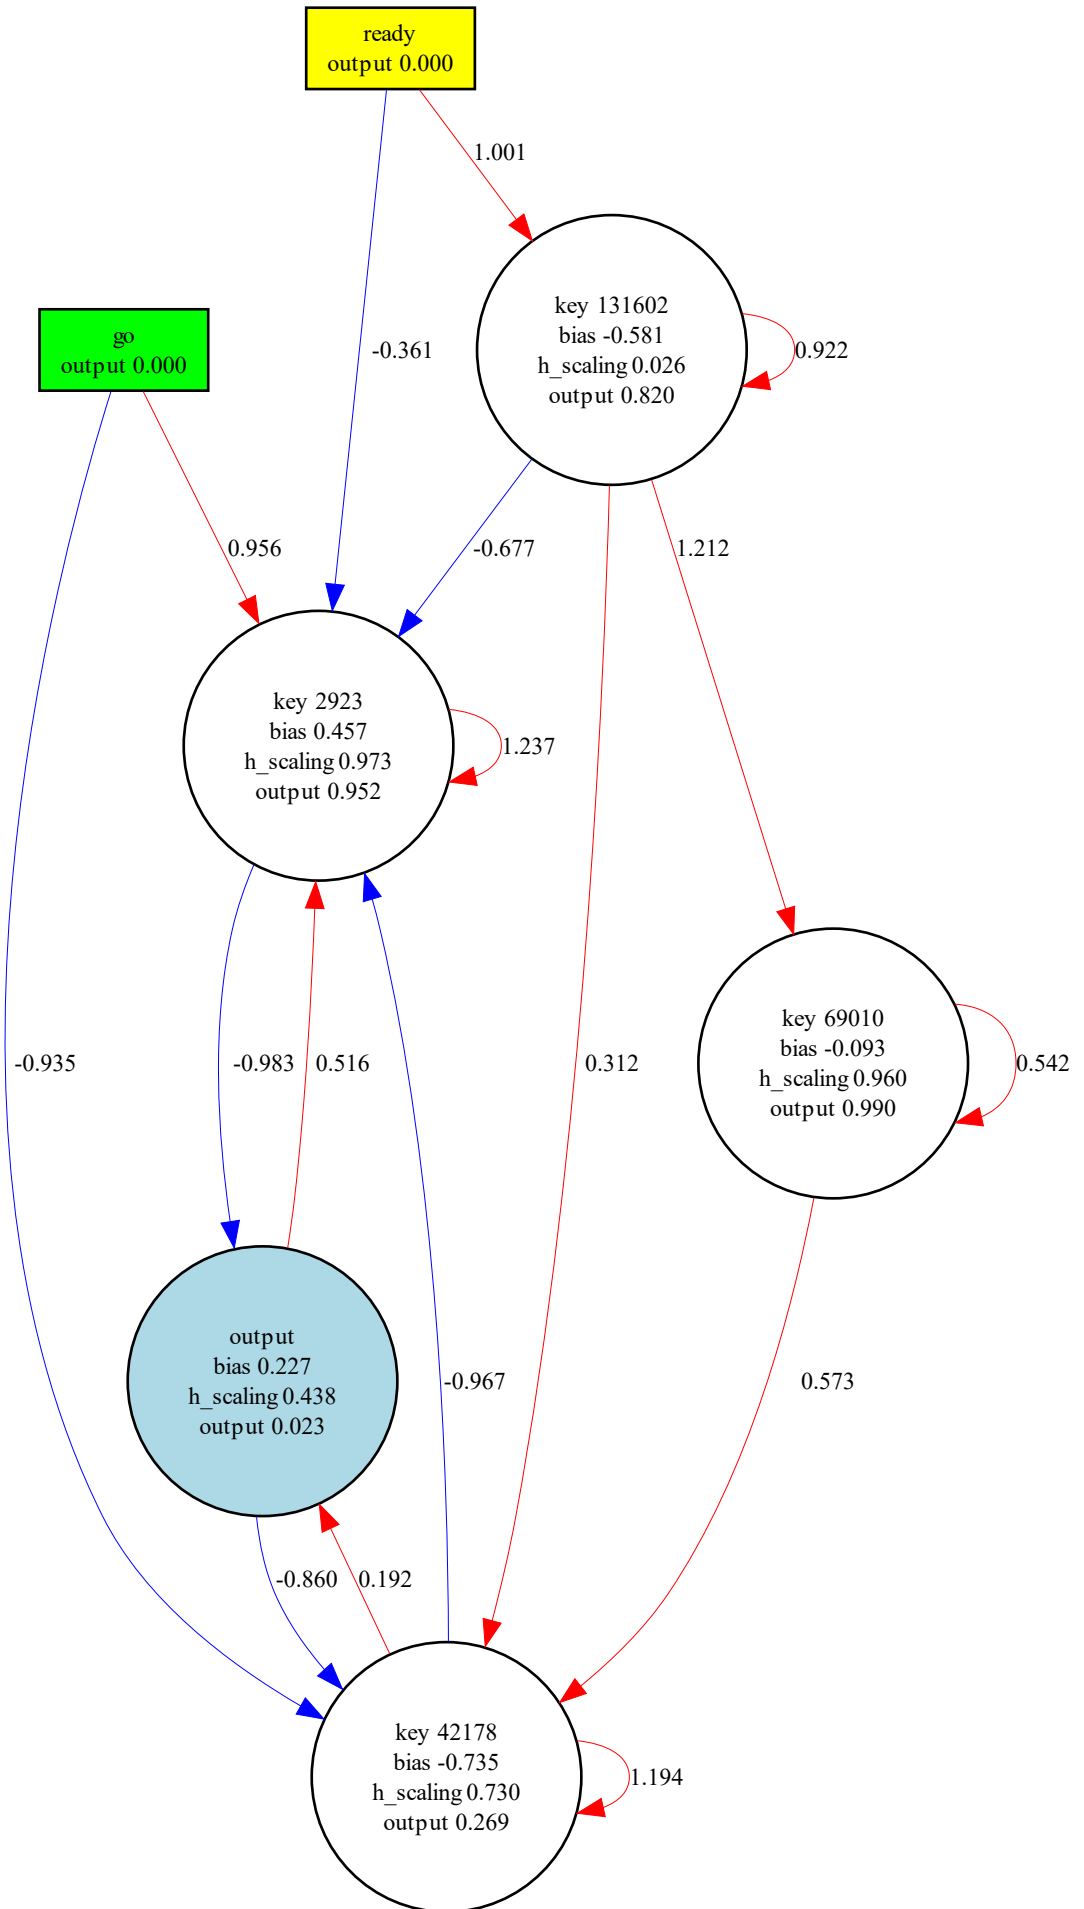 ready
output 0.000
1.001
go
output 0.000
key 131602
bias -0.581
h_scaling 0.026
output 0.820
-0.361
0.922
0.956
-0.677
1.212
key 2923
bias 0.457
h_scaling 0.973
output 0.952
1.237
key 69010
bias -0.093
h_scaling 0.960
output 0.990
-0.935
-0.983
0.516
0.312
0.542
output
bias 0.227
h_scaling 0.438
output 0.023
-0.967
0.573
-0.860
0.192
key 42178
bias -0.735
h_scaling 0.730
output 0.269
1.194